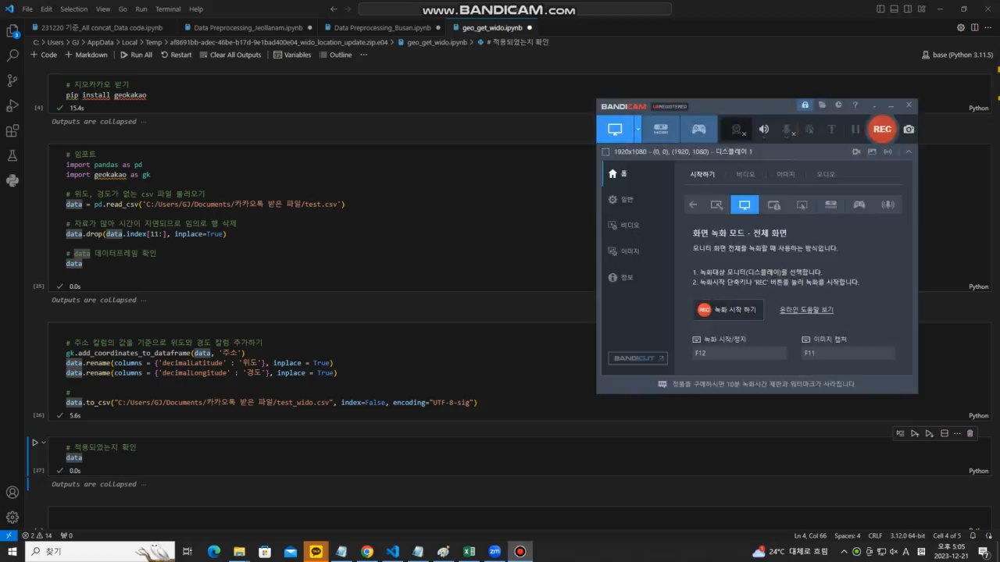 File Edit Selection View Go Run Terminal Help
www.BANDICAM.com
231220 기준_All concat_Data code.ipynb
Data Preprocessing_Jeollanam.ipynb
Data Preprocessing_Busan.ipynb
geo_get_wido.ipynb
C: > Users > GJ > AppData > Local > Temp > af8691bb-adec-46be-b17d-9e1bad400e04_wido_location_update.zip.e04 > geo_get_wido.ipynb > # 적용되었는지 확인
+ Code + Markdown Run All Restart Clear All Outputs Variables Outline ···
base (Python 3.11.5)
# 지오카카오 받기
pip install geokakao
[4] 15.4s Python
Outputs are collapsed ···
# 임포트
import pandas as pd
import geokakao as gk
# 위도, 경도가 없는 csv 파일 불러오기
data = pd.read_csv('C:/Users/GJ/Documents/카카오톡 받은 파일/test.csv')
# 자료가 많아 시간이 지연되므로 임의로 행 삭제
data.drop(data.index[11:], inplace=True)
# data 데이터프레임 확인
data
[25] 0.0s Python
Outputs are collapsed ···
# 주소 칼럼의 값을 기준으로 위도와 경도 칼럼 추가하기
gk.add_coordinates_to_dataframe(data, '주소')
data.rename(columns = {'decimalLatitude' : '위도'}, inplace = True)
data.rename(columns = {'decimalLongitude' : '경도'}, inplace = True)
#
data.to_csv("C:/Users/GJ/Documents/카카오톡 받은 파일/test_wido.csv", index=False, encoding="UTF-8-sig")
[26] 5.6s Python
# 적용되었는지 확인
data
[27] 0.0s Python
Outputs are collapsed ···
BANDICAM UNREGISTERED
REC
1920x1080 - (0, 0), (1920, 1080) - 디스플레이 1
홈
일반
비디오
이미지
정보
BANDICUT
시작하기 비디오 이미지 오디오
화면 녹화 모드 - 전체 화면
모니터 화면 전체를 녹화할 때 사용하는 방식입니다.
1. 녹화대상 모니터(디스플레이)를 선택합니다.
2. 녹화시작 단축키나 'REC' 버튼을 눌러 녹화를 시작합니다.
REC 녹화 시작 하기
온라인 도움말 보기
녹화 시작/정지 이미지 캡처
F12 F11
정품을 구매하시면 10분 녹화시간 제한과 워터마크가 사라집니다
2 14 0
Ln 4, Col 66 Spaces: 4 CRLF 3.12.0 64-bit Cell 4 of 5
찾기
24°C 대체로 흐림
A 한
오후 5:05
2023-12-21